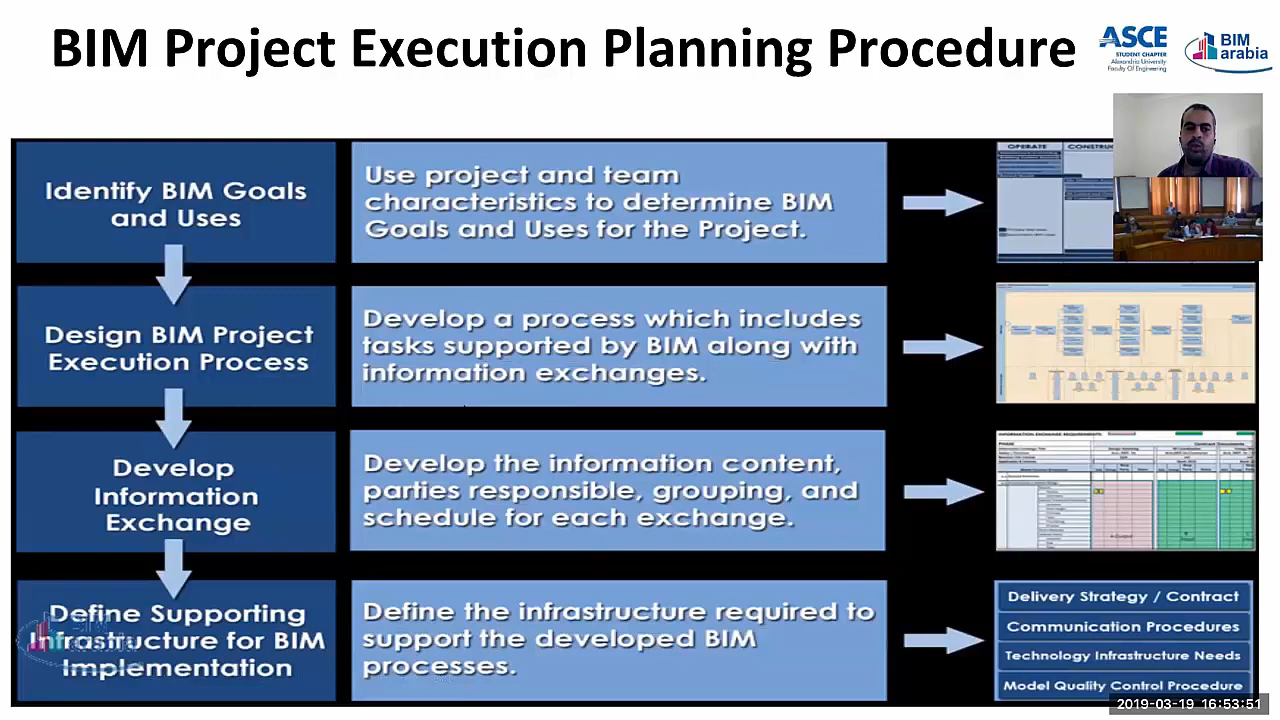 BIM Project Execution Planning Procedure
ASCE
STUDENT CHAPTER
Alexandria University
Faculty Of Engineering
BIM
arabia
Identify BIM Goals
and Uses
Use project and team
characteristics to determine BIM
Goals and Uses for the Project.
OPERATE
Design BIM Project
Execution Process
Develop a process which includes
tasks supported by BIM along with
information exchanges.
Develop
Information
Exchange
Develop the information content,
parties responsible, grouping, and
schedule for each exchange.
Define Supporting
Infrastructure for BIM
Implementation
BIM
arabia
Define the infrastructure required to
support the developed BIM
processes.
Delivery Strategy / Contract
Communication Procedures
Technology Infrastructure Needs
Model Quality Control Procedure
2019-03-19 16:53:51